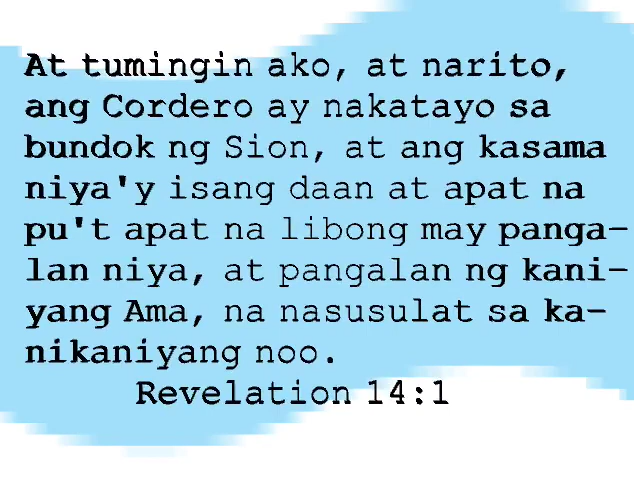 At tumingin ako, at narito,
ang Cordero ay nakatayo sa
bundok ng Sion, at ang kasama
niya'y isang daan at apat na
pu't apat na libong may panga-
lan niya, at pangalan ng kani-
yang Ama, na nasusulat sa ka-
nikaniyang noo.
Revelation 14:1